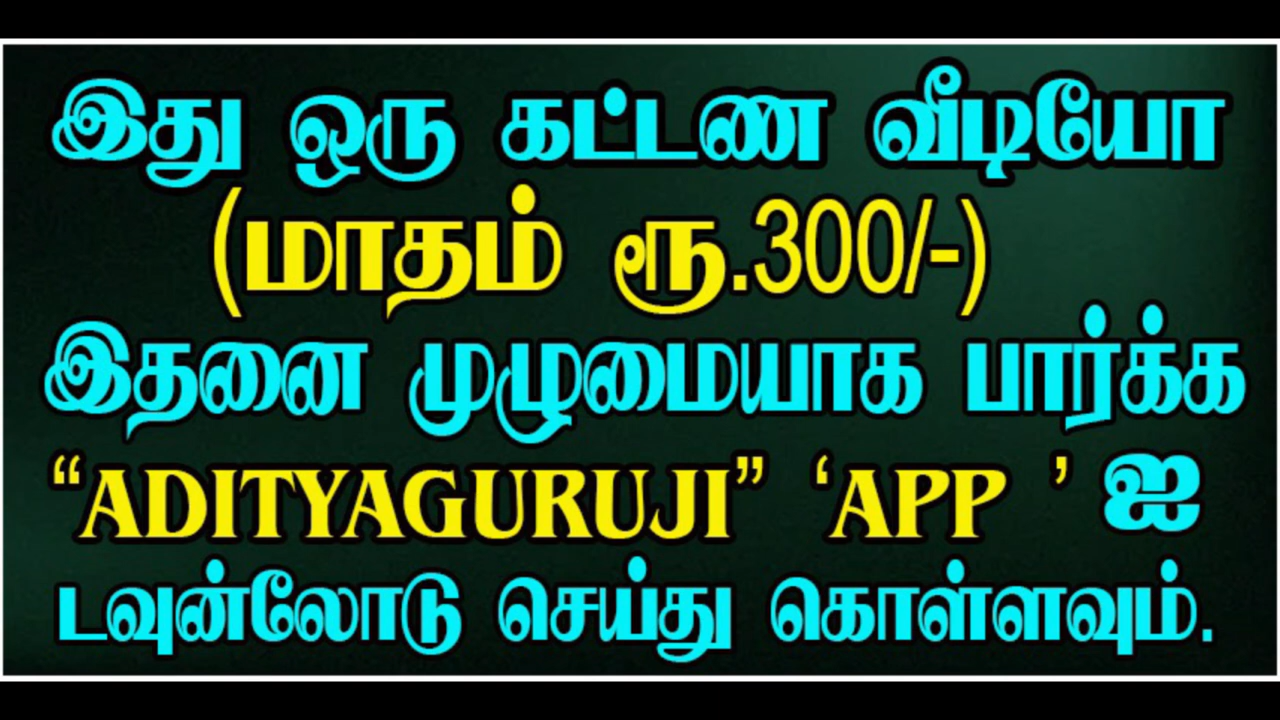 இது ஒரு கட்டண வீடியோ
(மாதம் ரூ.300/-)
இதனை முழுமையாக பார்க்க
“ADITYAGURUJI” ‘APP ’ ஐ
டவுன்லோடு செய்து கொள்ளவும்.